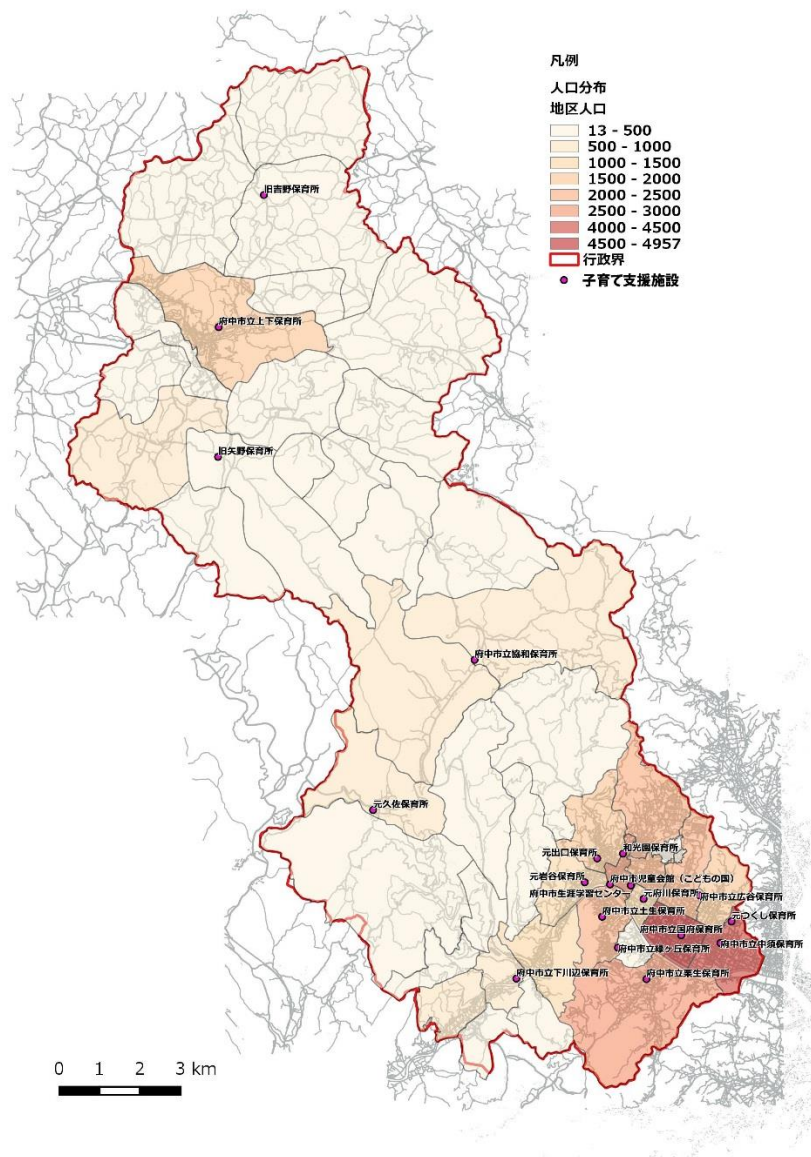 凡例
人口分布
地区人口
13 - 500
500 - 1000
1000 - 1500
1500 - 2000
2000 - 2500
2500 - 3000
4000 - 4500
4500 - 4957
行政界
子育て支援施設
旧吉野保育所
府中市立上下保育所
旧矢野保育所
府中市立協和保育所
元久佐保育所
和光園保育所
元出口保育所
元岩谷保育所
府中市児童会館（こどもの国）
府中市生涯学習センター
元府川保育所
府中市立広谷保育所
府中市立土生保育所
元つくし保育所
府中市立国府保育所
府中市立中須保育所
府中市立緑ヶ丘保育所
府中市立下川辺保育所
府中市立栗生保育所
0 1 2 3 km